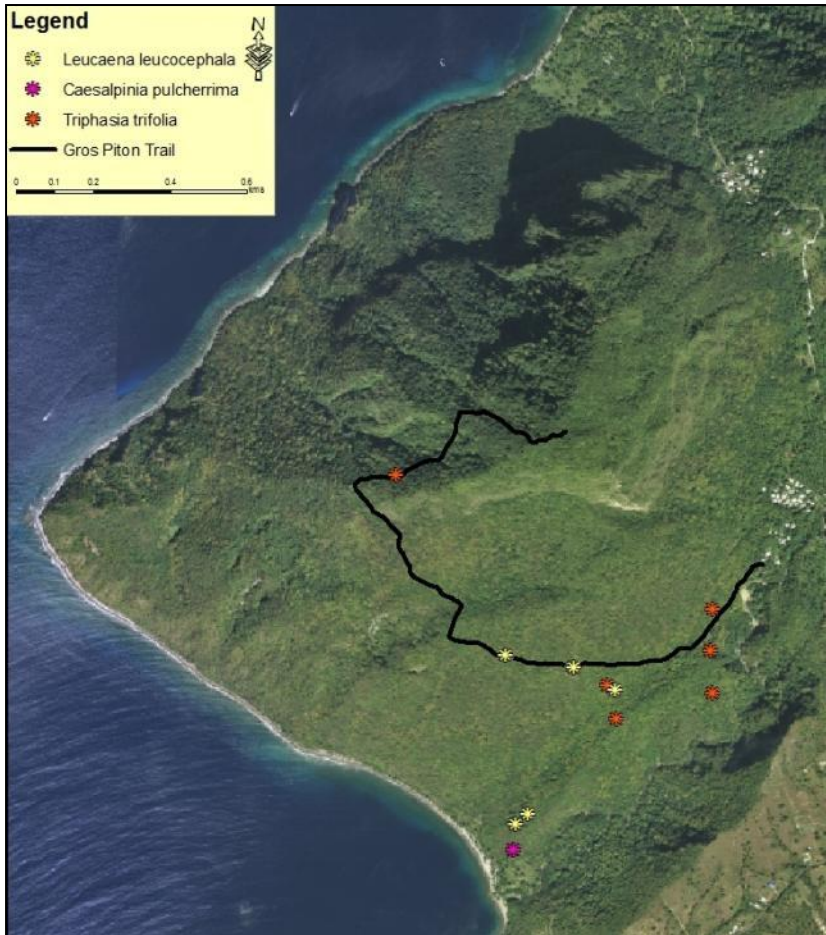 Legend
N
Leucaena leucocephala
Caesalpinia pulcherrima
Triphasia trifolia
Gros Piton Trail
0 0.1 0.2 0.4 0.6
kms